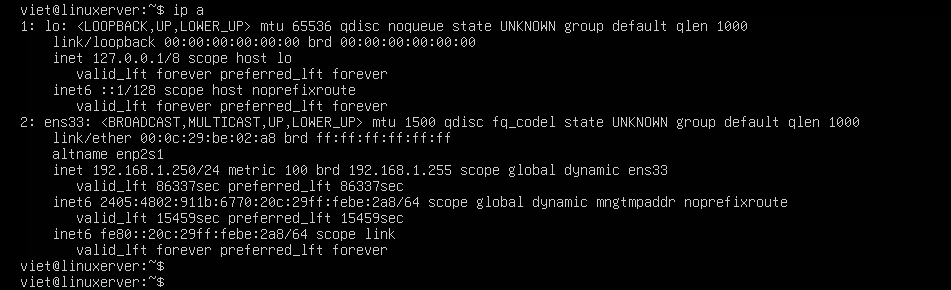 viet@linuxerver:~$ ip a
1: lo: <LOOPBACK,UP,LOWER_UP> mtu 65536 qdisc noqueue state UNKNOWN group default qlen 1000
    link/loopback 00:00:00:00:00:00 brd 00:00:00:00:00:00
    inet 127.0.0.1/8 scope host lo
       valid_lft forever preferred_lft forever
    inet6 ::1/128 scope host noprefixroute
       valid_lft forever preferred_lft forever
2: ens33: <BROADCAST,MULTICAST,UP,LOWER_UP> mtu 1500 qdisc fq_codel state UNKNOWN group default qlen 1000
    link/ether 00:0c:29:be:02:a8 brd ff:ff:ff:ff:ff:ff
    altname enp2s1
    inet 192.168.1.250/24 metric 100 brd 192.168.1.255 scope global dynamic ens33
       valid_lft 86337sec preferred_lft 86337sec
    inet6 2405:4802:911b:6770:20c:29ff:febe:2a8/64 scope global dynamic mngtmpaddr noprefixroute
       valid_lft 15459sec preferred_lft 15459sec
    inet6 fe80::20c:29ff:febe:2a8/64 scope link
       valid_lft forever preferred_lft forever
viet@linuxerver:~$
viet@linuxerver:~$